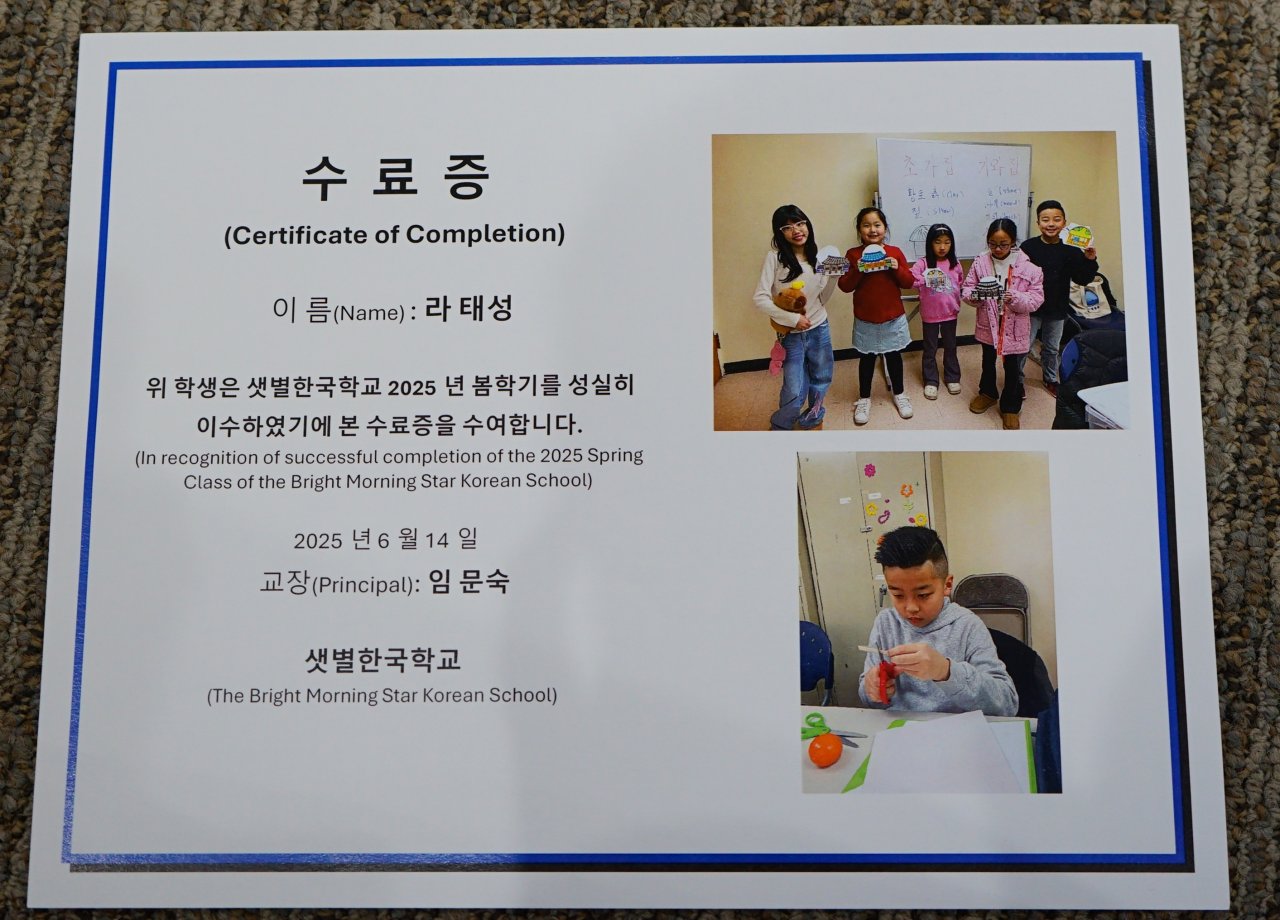 수 료 증
(Certificate of Completion)
이 름(Name) : 라 태성
위 학생은 샛별한국학교 2025 년 봄학기를 성실히
이수하였기에 본 수료증을 수여합니다.
(In recognition of successful completion of the 2025 Spring
Class of the Bright Morning Star Korean School)
2025 년 6 월 14 일
교장(Principal): 임 문숙
샛별한국학교
(The Bright Morning Star Korean School)
초가집 기와집
황토 흙
짚